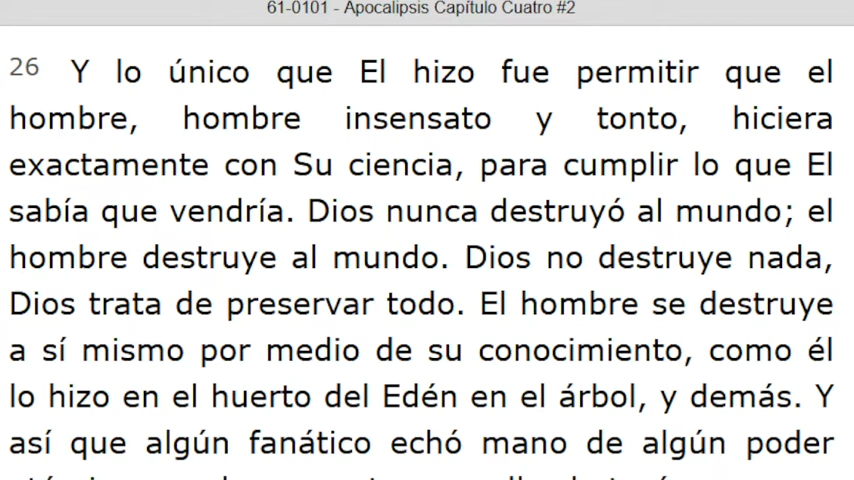 61-0101 - Apocalipsis Capítulo Cuatro #2
26 Y lo único que El hizo fue permitir que el
hombre, hombre insensato y tonto, hiciera
exactamente con Su ciencia, para cumplir lo que El
sabía que vendría. Dios nunca destruyó al mundo; el
hombre destruye al mundo. Dios no destruye nada,
Dios trata de preservar todo. El hombre se destruye
a sí mismo por medio de su conocimiento, como él
lo hizo en el huerto del Edén en el árbol, y demás. Y
así que algún fanático echó mano de algún poder